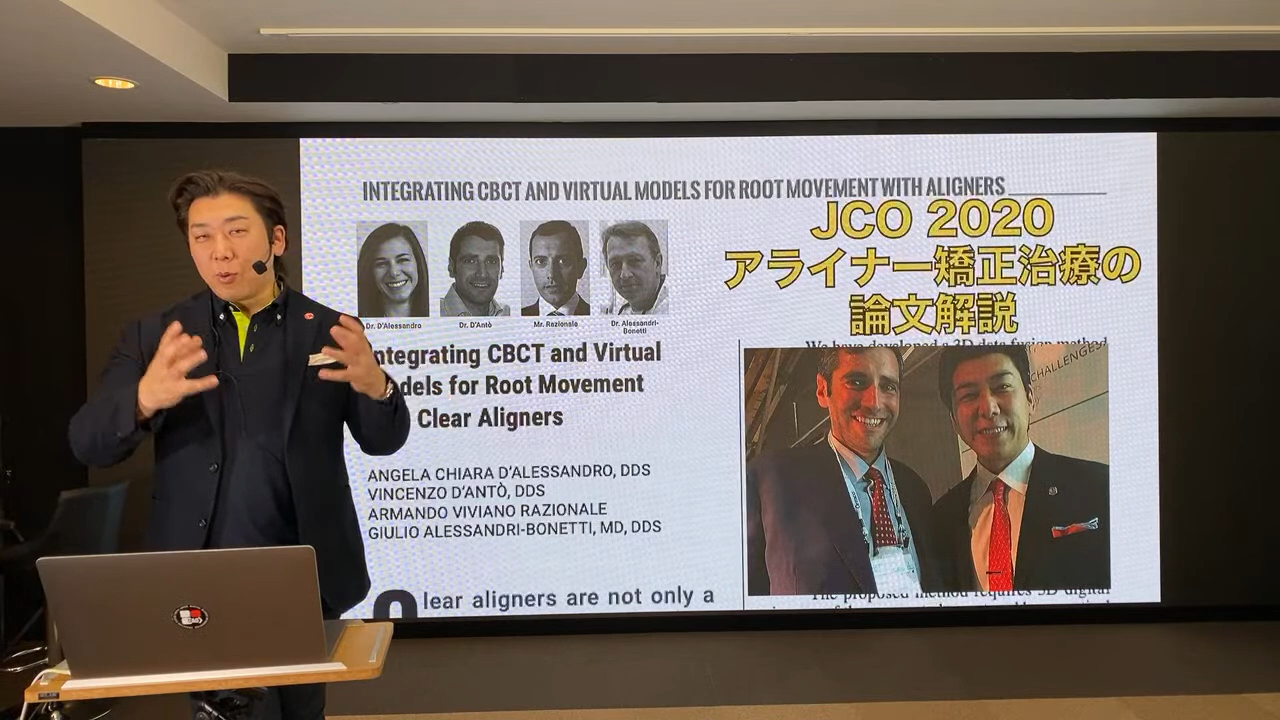 INTEGRATING CBCT AND VIRTUAL MODELS FOR ROOT MOVEMENT WITH ALIGNERS
JCO 2020
アライナー矯正治療の
論文解説
Dr. D'Alessandro
Dr. D'Antò
Mr. Razionale
Dr. Alessandri-
Bonetti
ntegrating CBCT and Virtual
dels for Root Movement
Clear Aligners
ANGELA CHIARA D'ALESSANDRO, DDS
VINCENZO D'ANTÒ, DDS
ARMANDO VIVIANO RAZIONALE
GIULIO ALESSANDRI-BONETTI, MD, DDS
lear aligners are not only a
We have developed a 3D data fusion method
CHALLENGES
The proposed method requires 3D digital